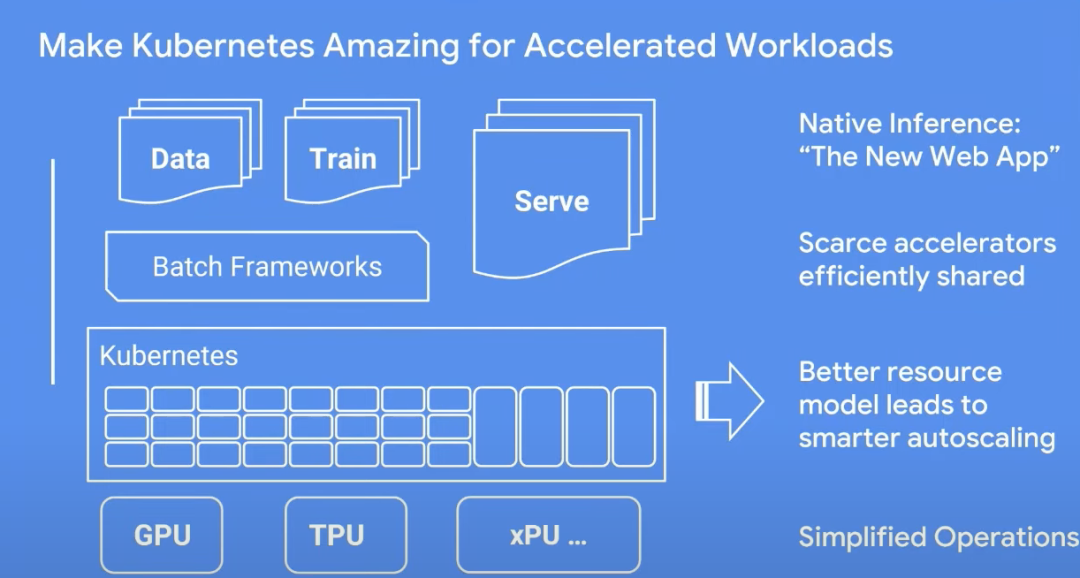 Make Kubernetes Amazing for Accelerated Workloads
Data
Train
Serve
Batch Frameworks
Kubernetes
GPU
TPU
xPU ...
Native Inference:
“The New Web App”
Scarce accelerators
efficiently shared
Better resource
model leads to
smarter autoscaling
Simplified Operations